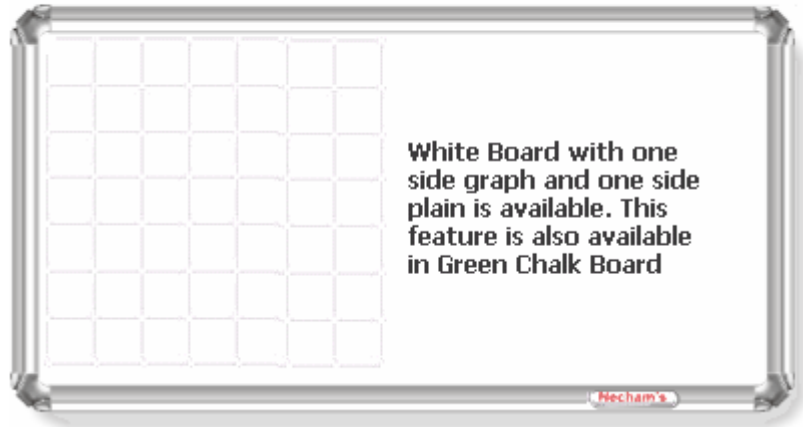 White Board with one
side graph and one side
plain is available. This
feature is also available
in Green Chalk Board
Necham's